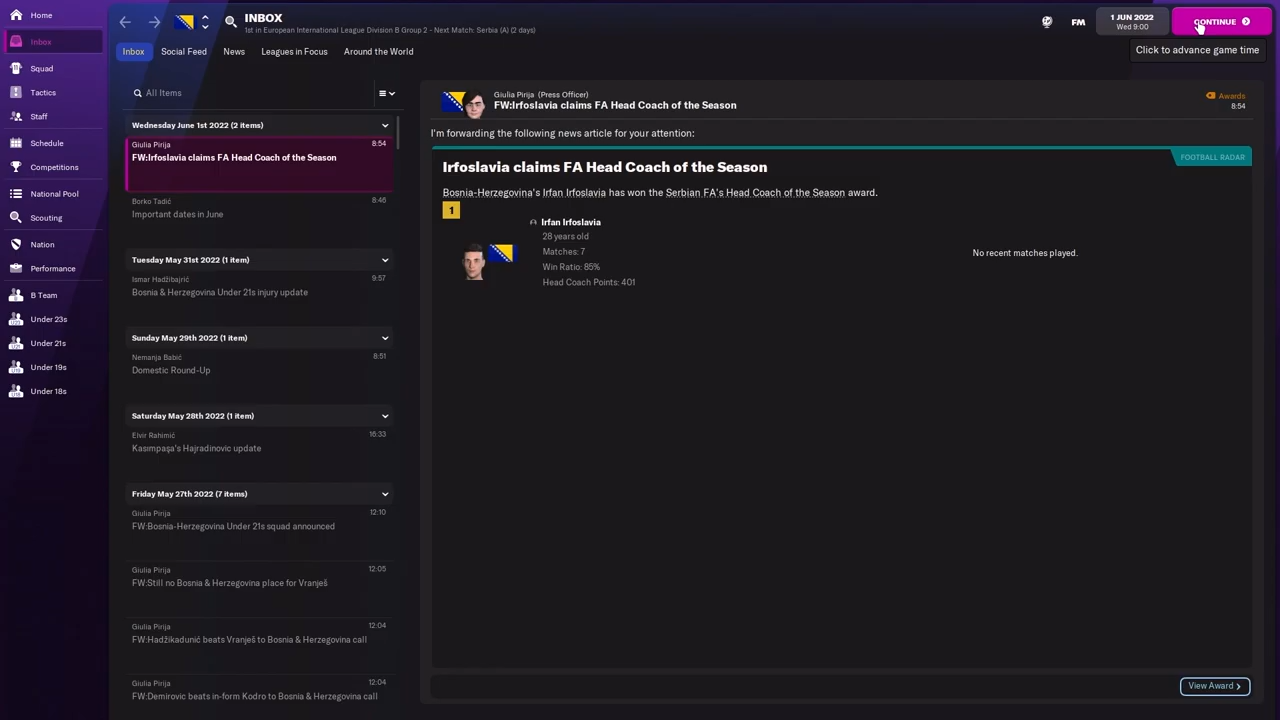 Home
Inbox
Squad
Tactics
Staff
Schedule
Competitions
National Pool
Scouting
Nation
Performance
B Team
Under 23s
Under 21s
Under 19s
Under 18s
INBOX
1st in European International League Division B Group 2 - Next Match: Serbia (A) (2 days)
FM
1 JUN 2022
Wed 9:00
CONTINUE
Click to advance game time
Inbox
Social Feed
News
Leagues in Focus
Around the World
All Items
Wednesday June 1st 2022 (2 items)
Giulia Pirija 8:54
FW:Irfoslavia claims FA Head Coach of the Season
Borko Tadić 8:46
Important dates in June
Tuesday May 31st 2022 (1 item)
Ismar Hadžibajrić 9:57
Bosnia & Herzegovina Under 21s injury update
Sunday May 29th 2022 (1 item)
Nemanja Babić 8:51
Domestic Round-Up
Saturday May 28th 2022 (1 item)
Elvir Rahimić 16:33
Kasımpaşa's Hajradinovic update
Friday May 27th 2022 (7 items)
Giulia Pirija 12:10
FW:Bosnia-Herzegovina Under 21s squad announced
Giulia Pirija 12:05
FW:Still no Bosnia & Herzegovina place for Vranješ
Giulia Pirija 12:04
FW:Hadžikadunić beats Vranješ to Bosnia & Herzegovina call
Giulia Pirija 12:04
FW:Demirovic beats in-form Kodro to Bosnia & Herzegovina call
Giulia Pirija (Press Officer)
FW:Irfoslavia claims FA Head Coach of the Season
Awards
8:54
I'm forwarding the following news article for your attention:
FOOTBALL RADAR
Irfoslavia claims FA Head Coach of the Season
Bosnia-Herzegovina's Irfan Irfoslavia has won the Serbian FA's Head Coach of the Season award.
1
Irfan Irfoslavia
28 years old
Matches: 7
Win Ratio: 85%
Head Coach Points: 401
No recent matches played.
View Award